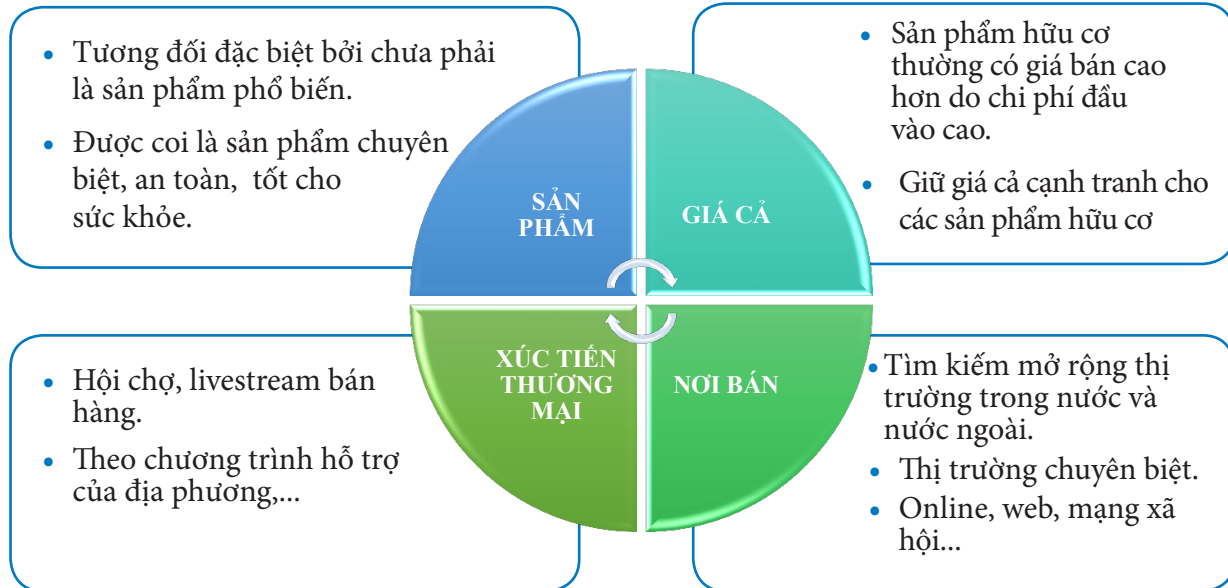 • Tương đối đặc biệt bởi chưa phải
là sản phẩm phổ biến.
• Được coi là sản phẩm chuyên
biệt, an toàn, tốt cho
sức khỏe.
• Sản phẩm hữu cơ
thường có giá bán cao
hơn do chi phí đầu
vào cao.
• Giữ giá cả cạnh tranh cho
các sản phẩm hữu cơ
SẢN
PHẨM
GIÁ CẢ
XÚC TIẾN
THƯƠNG
MẠI
NƠI BÁN
• Hội chợ, livestream bán
hàng.
• Theo chương trình hỗ trợ
của địa phương,...
• Tìm kiếm mở rộng thị
trường trong nước và
nước ngoài.
• Thị trường chuyên biệt.
• Online, web, mạng xã
hội...